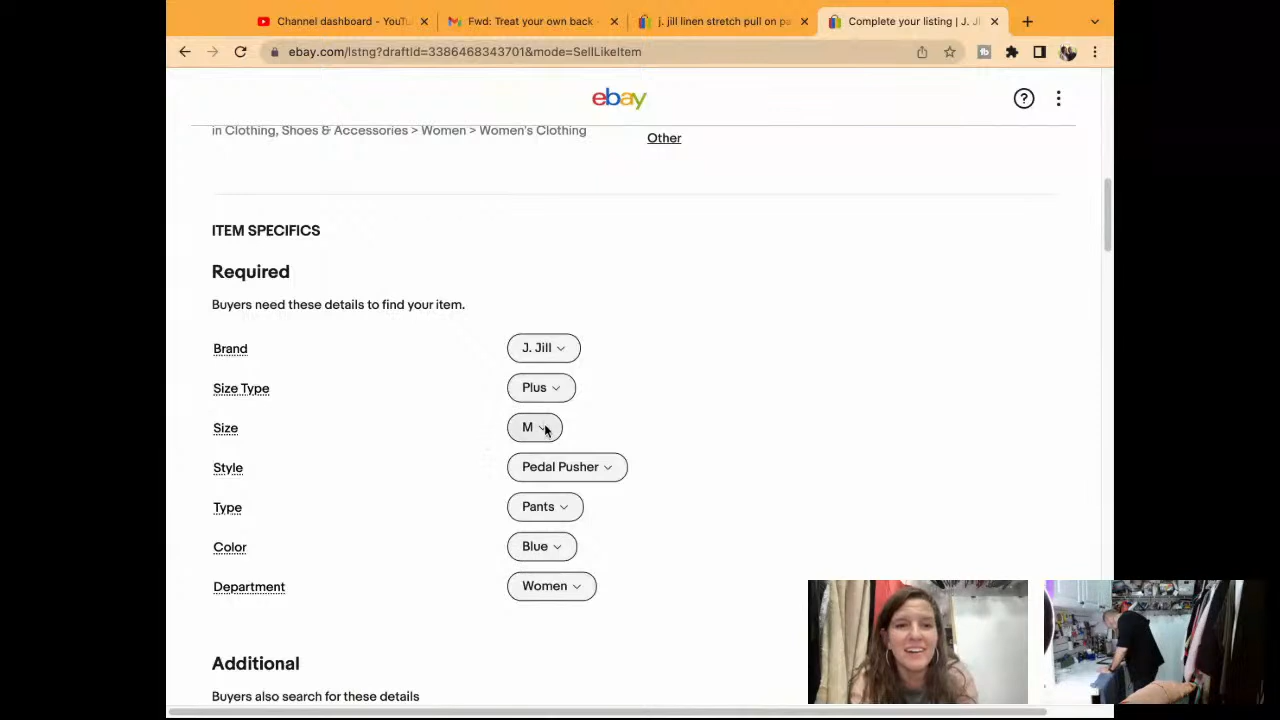 Channel dashboard - YouTu
Fwd: Treat your own back -
j. jill linen stretch pull on pa
Complete your listing | J. Ji
ebay.com/lstng?draftId=3386468343701&mode=SellLikeItem
ebay
in Clothing, Shoes & Accessories > Women > Women's Clothing
Other
ITEM SPECIFICS
Required
Buyers need these details to find your item.
Brand J. Jill
Size Type Plus
Size M
Style Pedal Pusher
Type Pants
Color Blue
Department Women
Additional
Buyers also search for these details